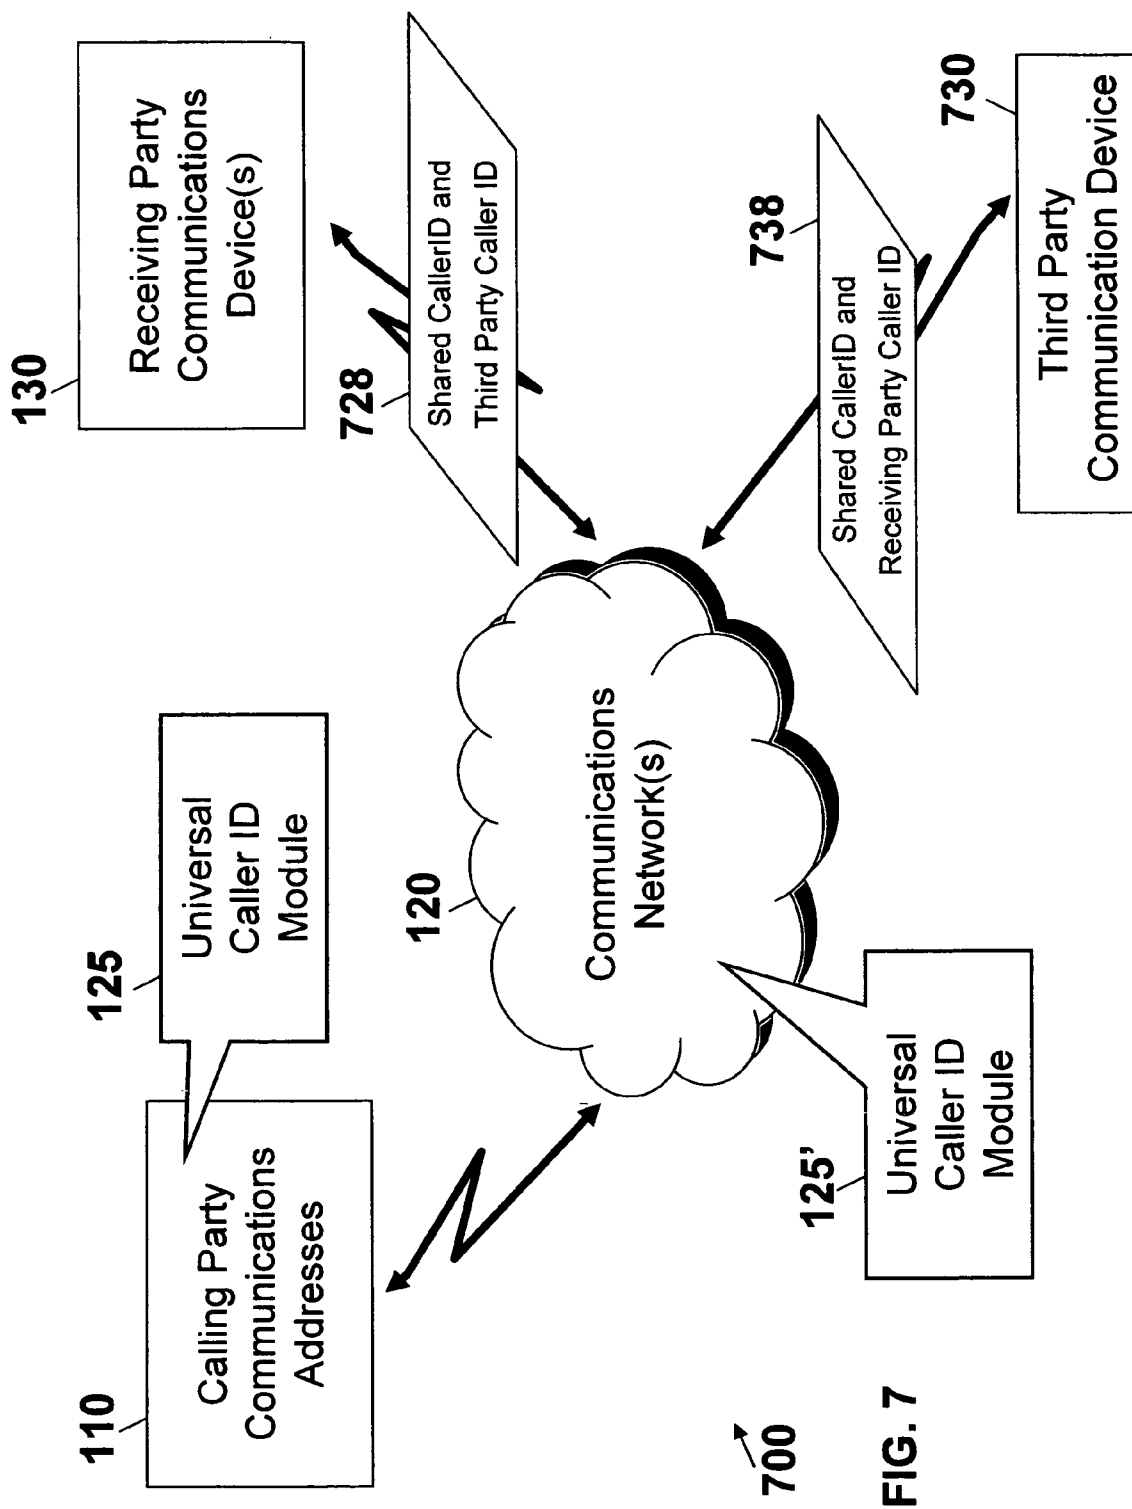 110
Calling Party
Communications
Addresses
125
Universal
Caller ID
Module
130
Receiving Party
Communications
Device(s)
728
Shared CallerID and
Third Party Caller ID
120
Communications
Network(s)
738
Shared CallerID and
Receiving Party Caller ID
125’
Universal
Caller ID
Module
730
Third Party
Communication Device
700
FIG. 7